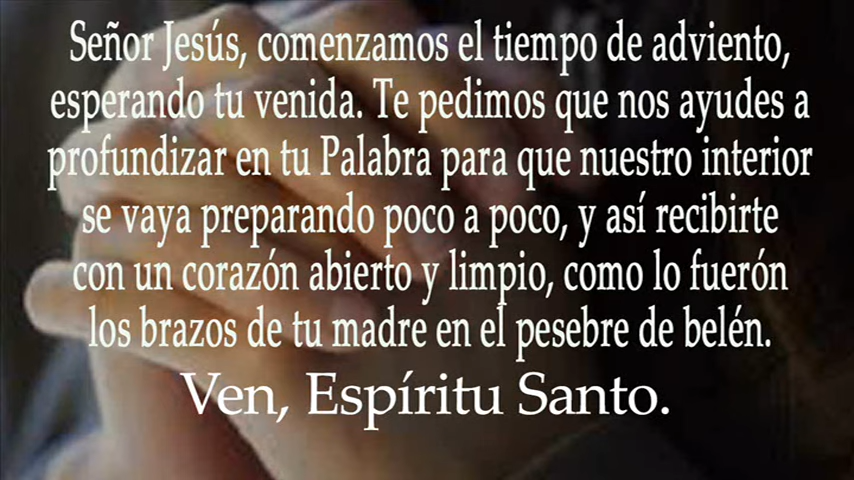 Señor Jesús, comenzamos el tiempo de adviento,
esperando tu venida. Te pedimos que nos ayudes a
profundizar en tu Palabra para que nuestro interior
se vaya preparando poco a poco, y así recibirte
con un corazón abierto y limpio, como lo fuerón
los brazos de tu madre en el pesebre de belén.
Ven, Espíritu Santo.